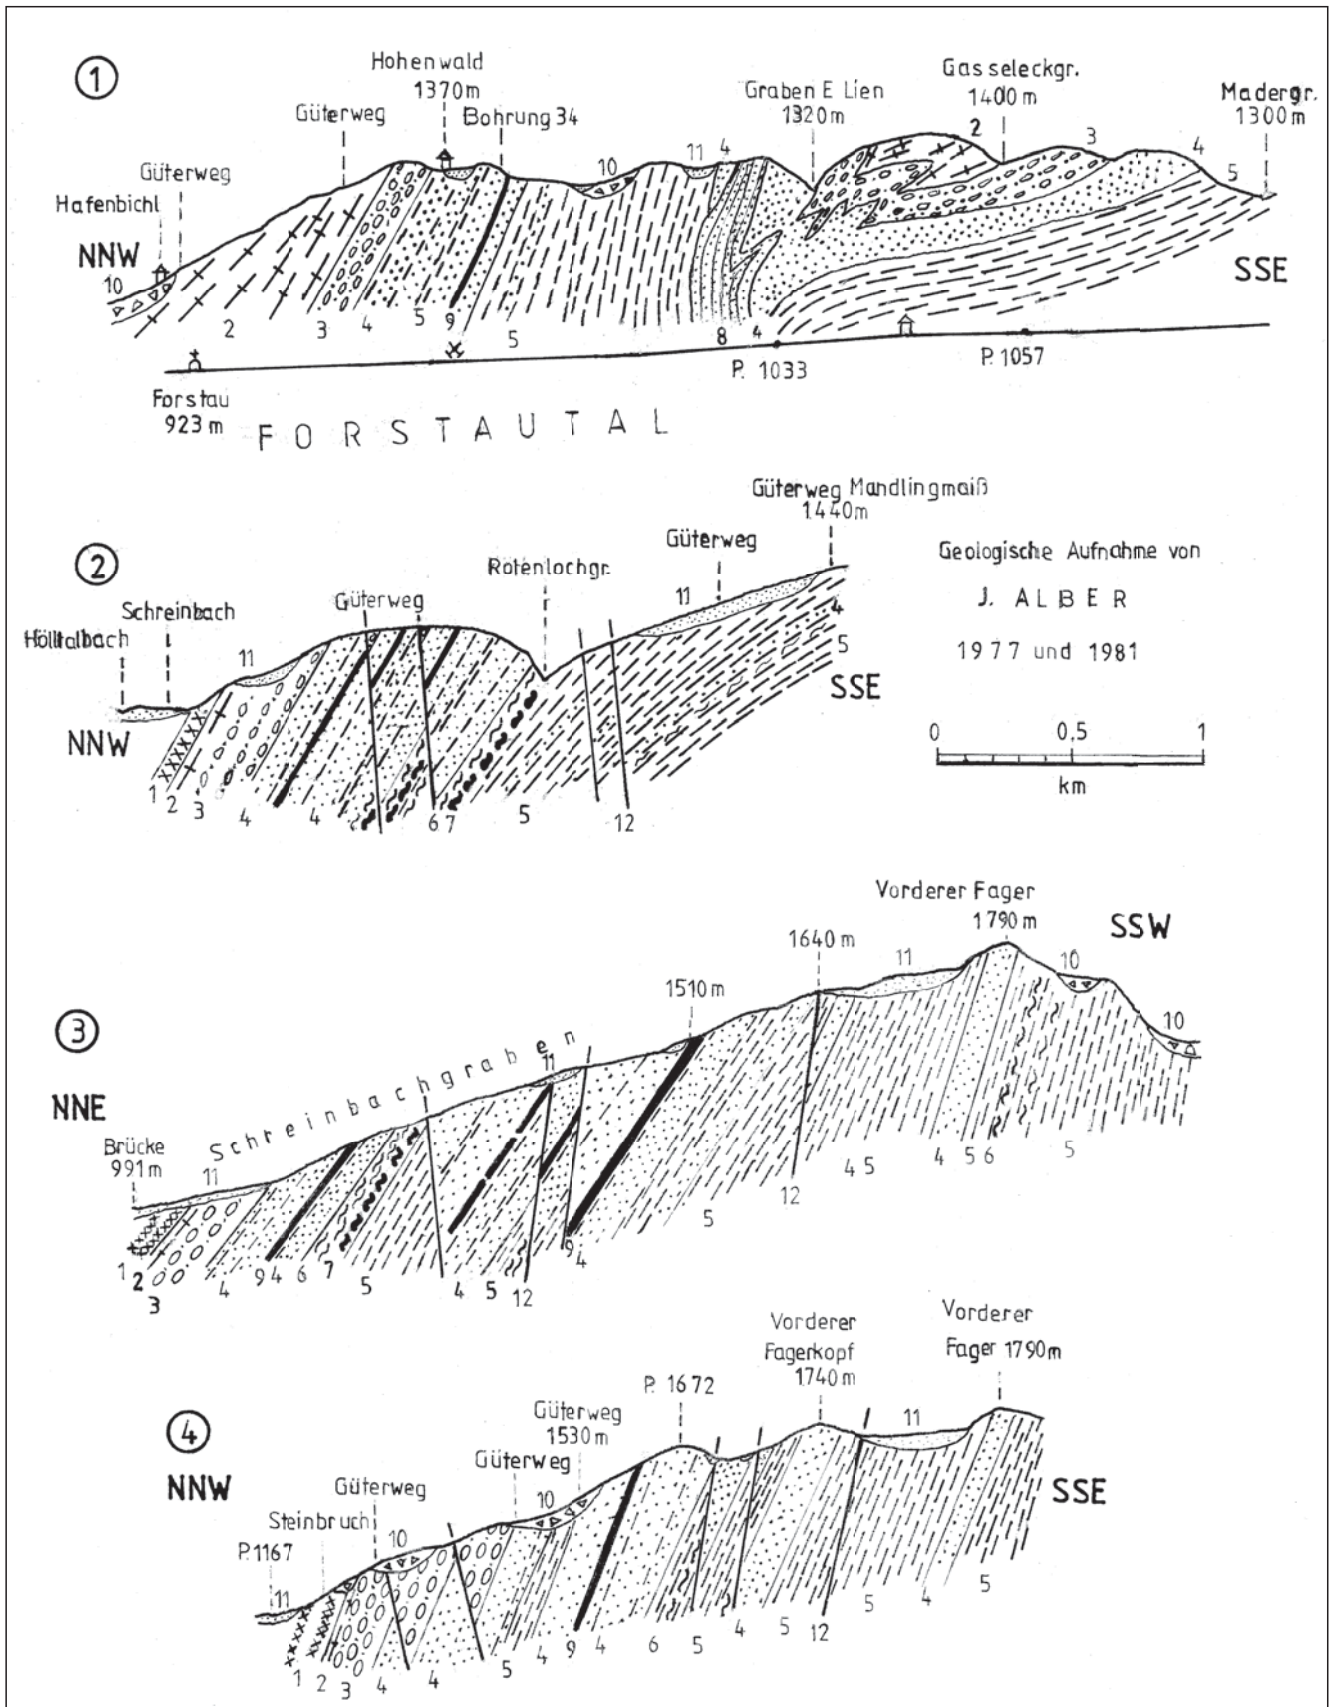 1
Hohenwald
1370m
Güterweg
Bohrung 34
Graben E Lien
1320m
Gasseleckgr.
1400m
Madergr.
1300m
Güterweg
Hafenbichl
NNW
10
10
11
4
2
3
4
5
SSE
2
3
4
5
9
5
8
4
P. 1033
P. 1057
Forstau
923 m
FORSTAUTAL
2
Güterweg Mandlingmaiß
1440m
Güterweg
Rotenlochgr.
Güterweg
Schreinbach
Hölltalbach
11
11
4
5
NNW
SSE
1
2
3
4
4
6
7
5
12
Geologische Aufnahme von
J. ALBER
1977 und 1981
0
0,5
1
km
3
Vorderer Fager
1790m
SSW
1640 m
1510 m
11
10
10
NNE
Schreinbachgraben
11
Brücke
991m
11
1
2
3
4
9
4
6
7
5
4
5
12
9
4
5
12
4
5
4
5
6
5
4
Vorderer
Fagerkopf
1740m
Vorderer
Fager 1790m
P. 1672
Güterweg
1530m
Güterweg
Güterweg
Steinbruch
P.1167
NNW
11
10
10
11
SSE
1
2
3
4
4
5
4
9
4
6
5
4
5
12
5
4
5